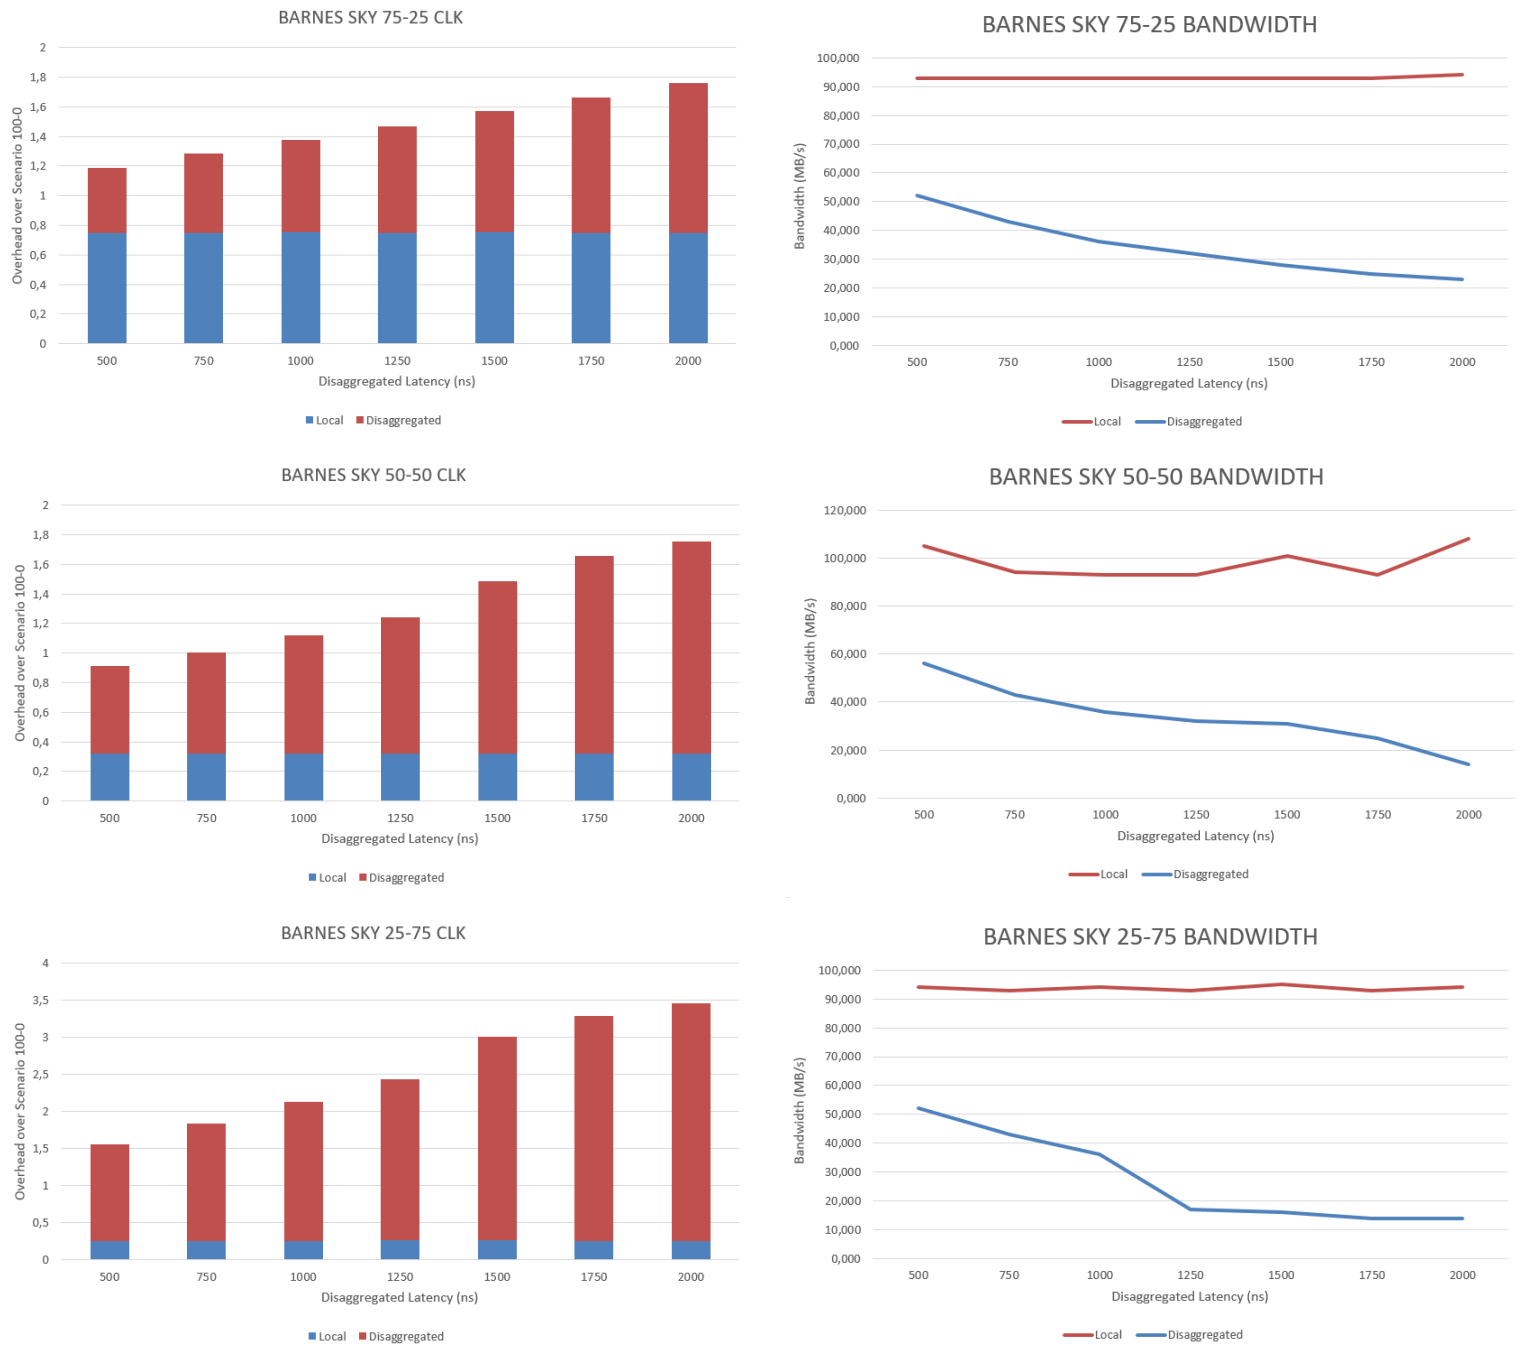 BARNES SKY 75-25 CLK
Overhead over Scenario 100-0
2
1,8
1,6
1,4
1,2
1
0,8
0,6
0,4
0,2
0
500 750 1000 1250 1500 1750 2000
Disaggregated Latency (ns)
Local Disaggregated
BARNES SKY 75-25 BANDWIDTH
Bandwidth (MB/s)
100,000
90,000
80,000
70,000
60,000
50,000
40,000
30,000
20,000
10,000
0,000
500 750 1000 1250 1500 1750 2000
Disaggregated Latency (ns)
Local Disaggregated
BARNES SKY 50-50 CLK
Overhead over Scenario 100-0
2
1,8
1,6
1,4
1,2
1
0,8
0,6
0,4
0,2
0
500 750 1000 1250 1500 1750 2000
Disaggregated Latency (ns)
Local Disaggregated
BARNES SKY 50-50 BANDWIDTH
Bandwidth (MB/s)
120,000
100,000
80,000
60,000
40,000
20,000
0,000
500 750 1000 1250 1500 1750 2000
Disaggregated Latency (ns)
Local Disaggregated
BARNES SKY 25-75 CLK
Overhead over Scenario 100-0
4
3,5
3
2,5
2
1,5
1
0,5
0
500 750 1000 1250 1500 1750 2000
Disaggregated Latency (ns)
Local Disaggregated
BARNES SKY 25-75 BANDWIDTH
Bandwidth (MB/s)
100,000
90,000
80,000
70,000
60,000
50,000
40,000
30,000
20,000
10,000
0,000
500 750 1000 1250 1500 1750 2000
Disaggregated Latency (ns)
Local Disaggregated